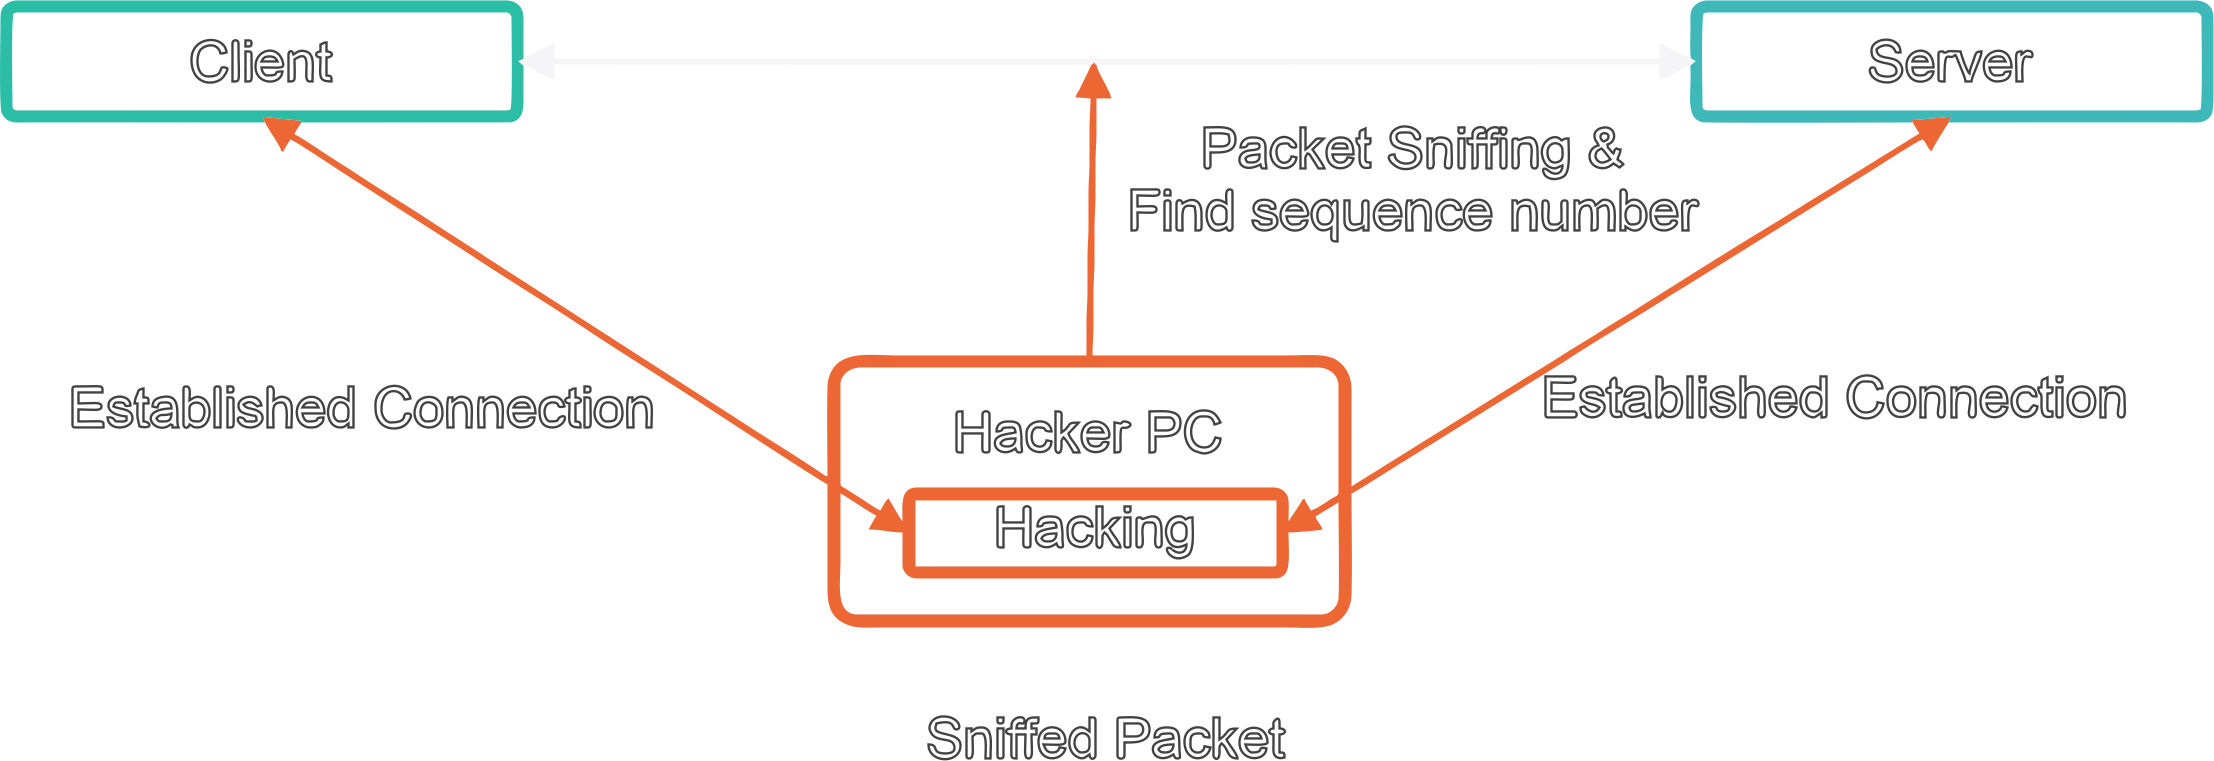 Client
Server
Packet Sniffing &
Find sequence number
Established Connection
Established Connection
Hacker PC
Hacking
Sniffed Packet